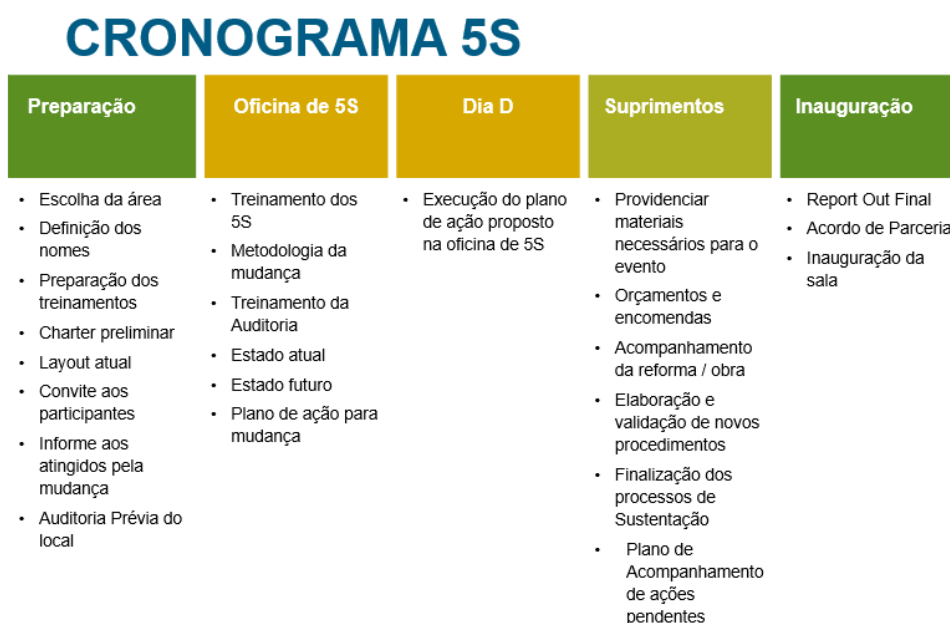 CRONOGRAMA 5S
Preparação
• Escolha da área
• Definição dos
nomes
• Preparação dos
treinamentos
• Charter preliminar
• Layout atual
• Convite aos
participantes
• Informe aos
atingidos pela
mudança
• Auditoria Prévia do
local
Oficina de 5S
• Treinamento dos
5S
• Metodologia da
mudança
• Treinamento da
Auditoria
• Estado atual
• Estado futuro
• Plano de ação para
mudança
Dia D
• Execução do plano
de ação proposto
na oficina de 5S
Suprimentos
• Providenciar
materiais
necessários para o
evento
• Orçamentos e
encomendas
• Acompanhamento
da reforma / obra
• Elaboração e
validação de novos
procedimentos
• Finalização dos
processos de
Sustentação
• Plano de
Acompanhamento
de ações
pendentes
Inauguração
• Report Out Final
• Acordo de Parceria
• Inauguração da
sala